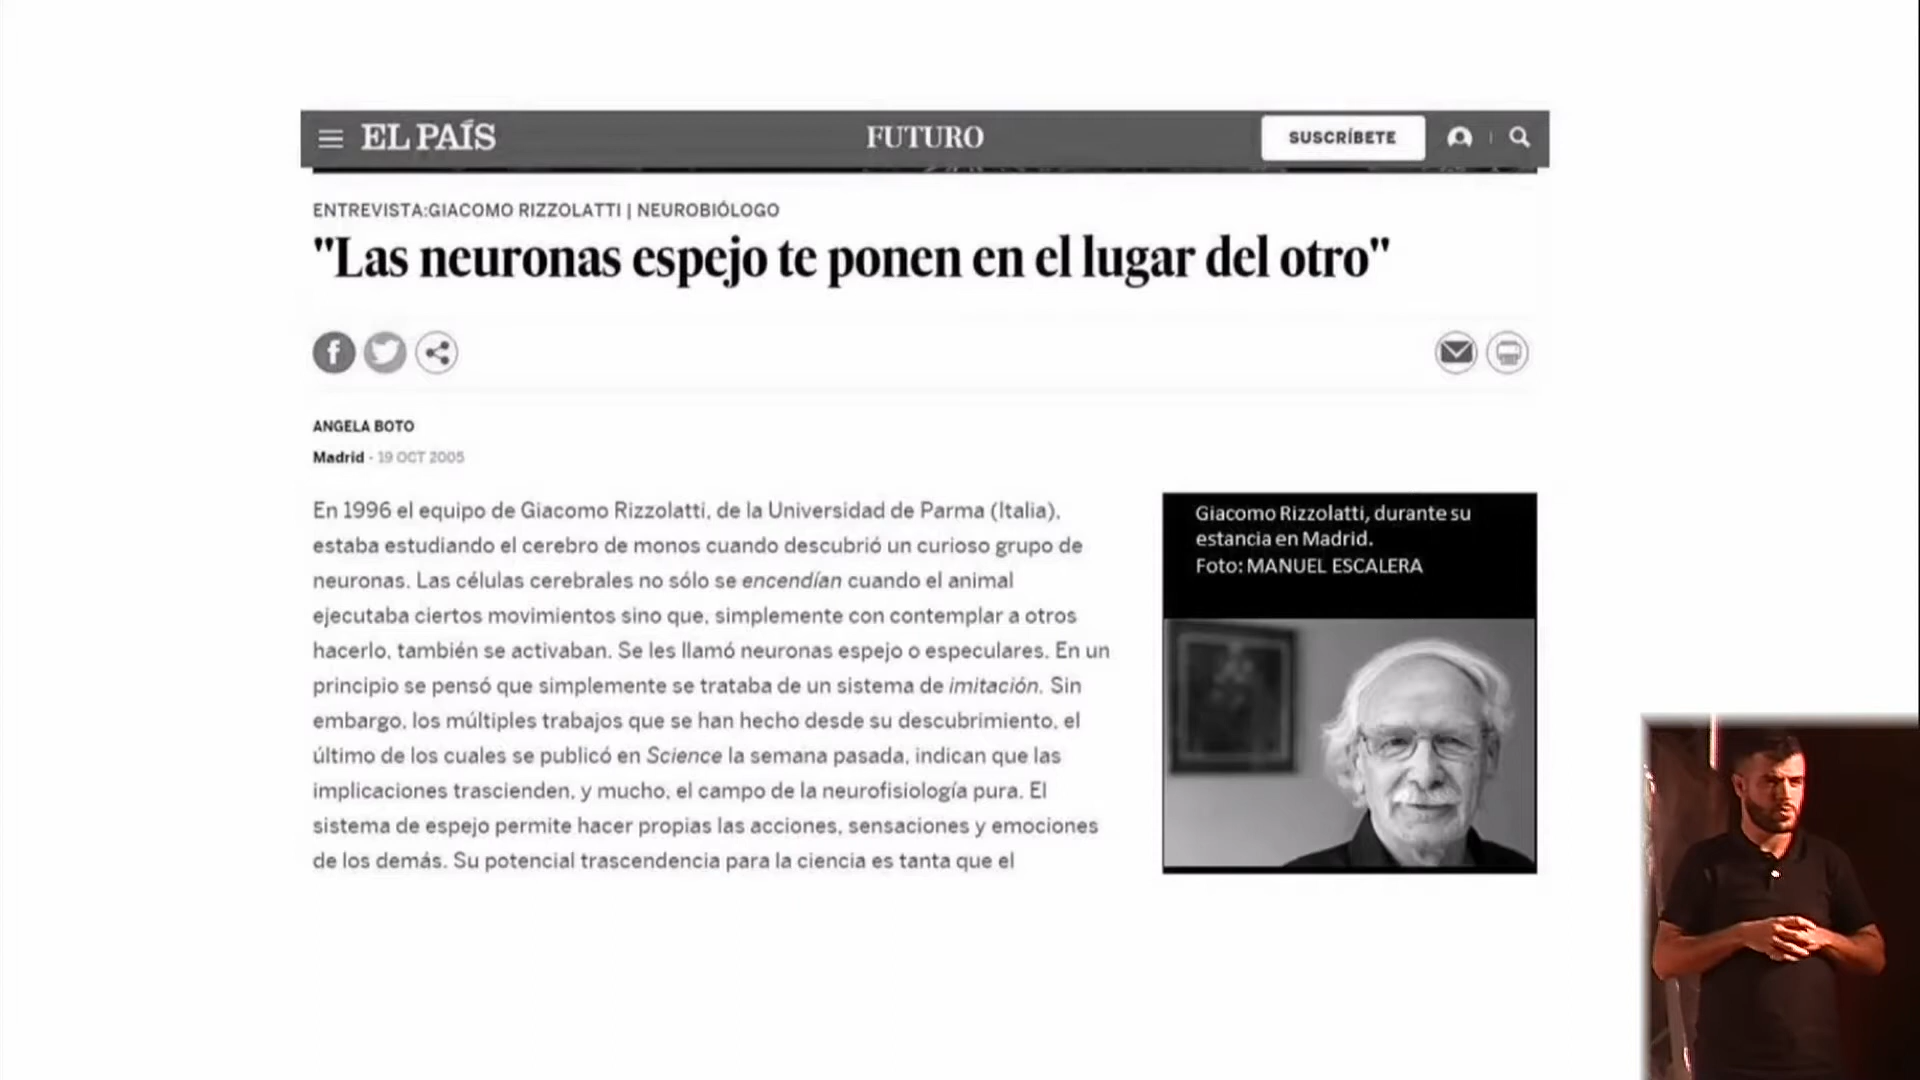 EL PAÍS
FUTURO
SUSCRÍBETE
ENTREVISTA:GIACOMO RIZZOLATTI | NEUROBIÓLOGO
"Las neuronas espejo te ponen en el lugar del otro"
ANGELA BOTO
Madrid - 19 OCT 2005
En 1996 el equipo de Giacomo Rizzolatti, de la Universidad de Parma (Italia),
estaba estudiando el cerebro de monos cuando descubrió un curioso grupo de
neuronas. Las células cerebrales no sólo se encendían cuando el animal
ejecutaba ciertos movimientos sino que, simplemente con contemplar a otros
hacerlo, también se activaban. Se les llamó neuronas espejo o especulares. En un
principio se pensó que simplemente se trataba de un sistema de imitación. Sin
embargo, los múltiples trabajos que se han hecho desde su descubrimiento, el
último de los cuales se publicó en Science la semana pasada, indican que las
implicaciones trascienden, y mucho, el campo de la neurofisiología pura. El
sistema de espejo permite hacer propias las acciones, sensaciones y emociones
de los demás. Su potencial trascendencia para la ciencia es tanta que el
Giacomo Rizzolatti, durante su
estancia en Madrid.
Foto: MANUEL ESCALERA